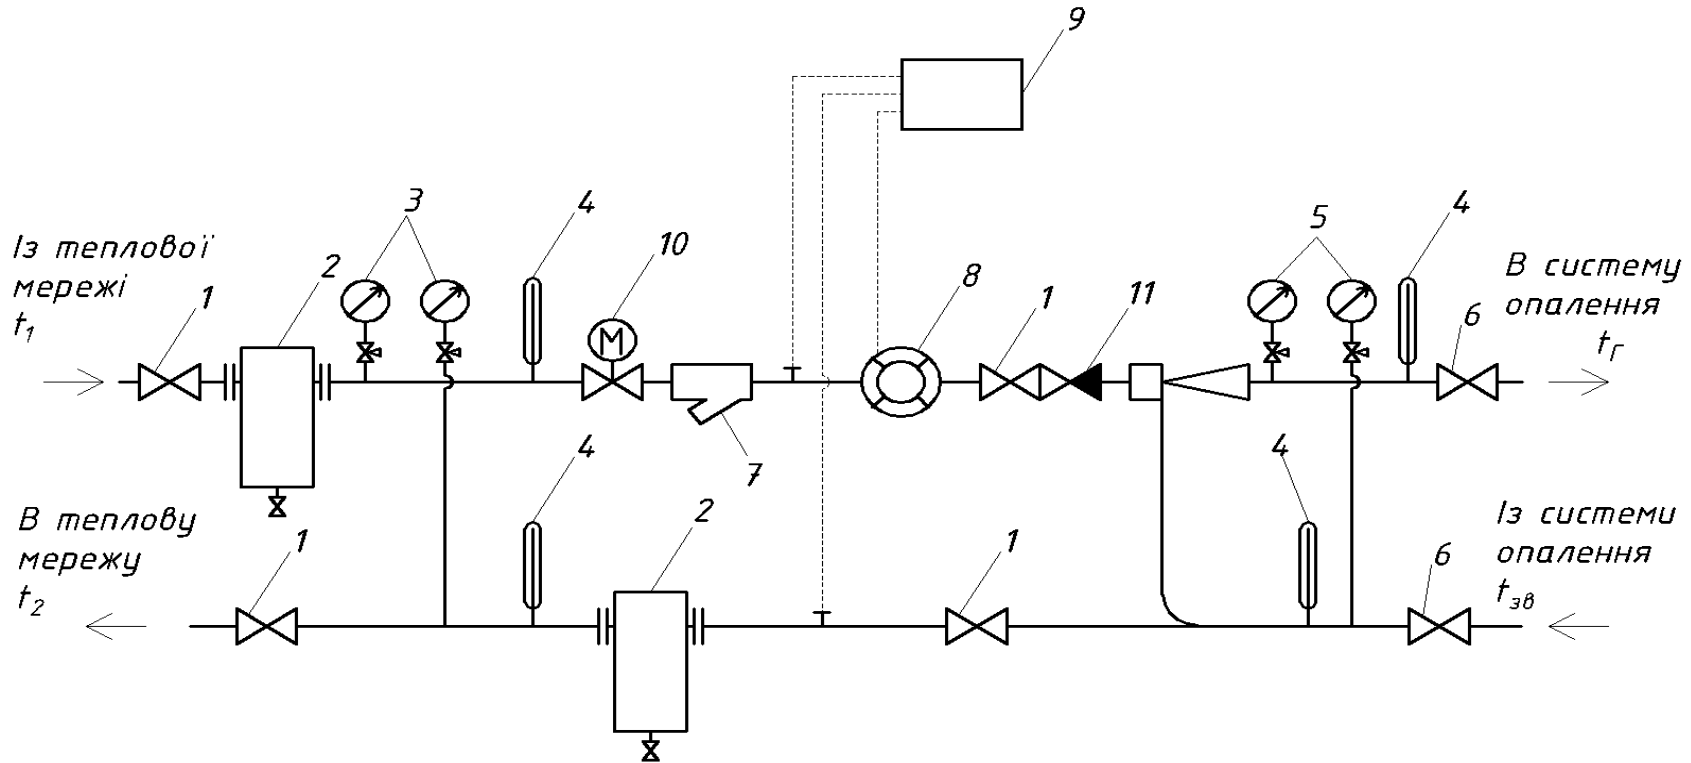 9
3
4
5
4
Із теплової
мережі
t1
2
10
8
В систему
опалення
tГ
1
1
11
6
M
4
7
4
В теплову
мережу
t2
2
Із системи
опалення
tзв
1
1
6